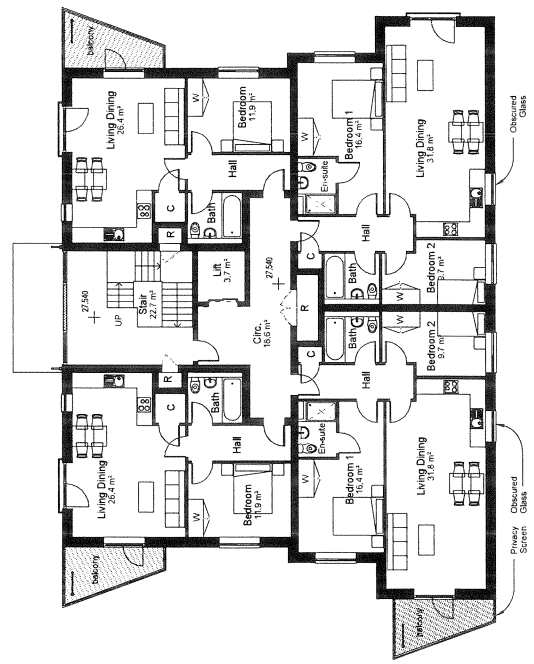 balcony
Living Dining
26.4 m²
W
Bedroom
11.9 m²
Hall
C
Bath
R
Bedroom 1
16.4 m²
W
En-suite
Living Dining
31.8 m²
Obscured
Glass
C
Hall
Bath
Bedroom 2
9.7 m²
W
27,540
UP
Stair
22.7 m²
Lift
3.7 m²
27,540
Circ.
18.6 m²
R
R
C
Bath
Hall
Living Dining
26.4 m²
W
Bedroom
11.9 m²
balcony
C
Bath
Hall
W
Bedroom 2
9.7 m²
En-suite
W
Bedroom 1
16.4 m²
Living Dining
31.8 m²
balcony
Obscured
Glass
Privacy
Screen